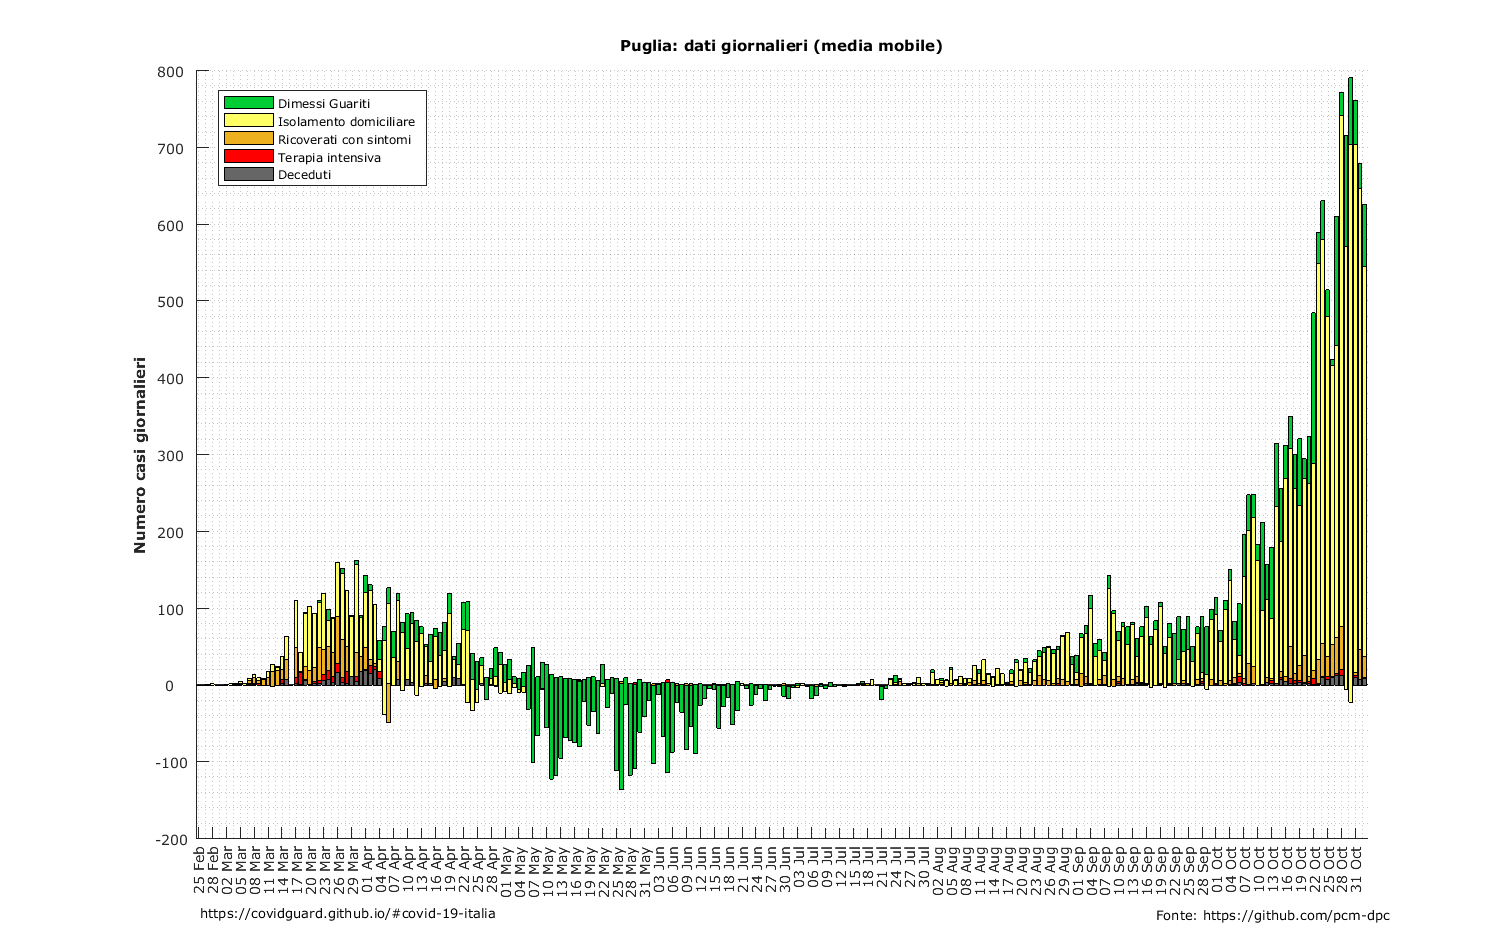 Puglia: dati giornalieri (media mobile)
800
700
600
500
400
300
200
100
0
-100
-200
Numero casi giornalieri
Dimessi Guariti
Isolamento domiciliare
Ricoverati con sintomi
Terapia intensiva
Deceduti
25 Feb
28 Feb
02 Mar
05 Mar
08 Mar
11 Mar
14 Mar
17 Mar
20 Mar
23 Mar
26 Mar
29 Mar
01 Apr
04 Apr
07 Apr
10 Apr
13 Apr
16 Apr
19 Apr
22 Apr
25 Apr
28 Apr
01 May
04 May
07 May
10 May
13 May
16 May
19 May
22 May
25 May
28 May
31 May
03 Jun
06 Jun
09 Jun
12 Jun
15 Jun
18 Jun
21 Jun
24 Jun
27 Jun
30 Jun
03 Jul
06 Jul
09 Jul
12 Jul
15 Jul
18 Jul
21 Jul
24 Jul
27 Jul
30 Jul
02 Aug
05 Aug
08 Aug
11 Aug
14 Aug
17 Aug
20 Aug
23 Aug
26 Aug
29 Aug
01 Sep
04 Sep
07 Sep
10 Sep
13 Sep
16 Sep
19 Sep
22 Sep
25 Sep
28 Sep
01 Oct
04 Oct
07 Oct
10 Oct
13 Oct
16 Oct
19 Oct
22 Oct
25 Oct
28 Oct
31 Oct
https://covidguard.github.io/#covid-19-italia
Fonte: https://github.com/pcm-dpc